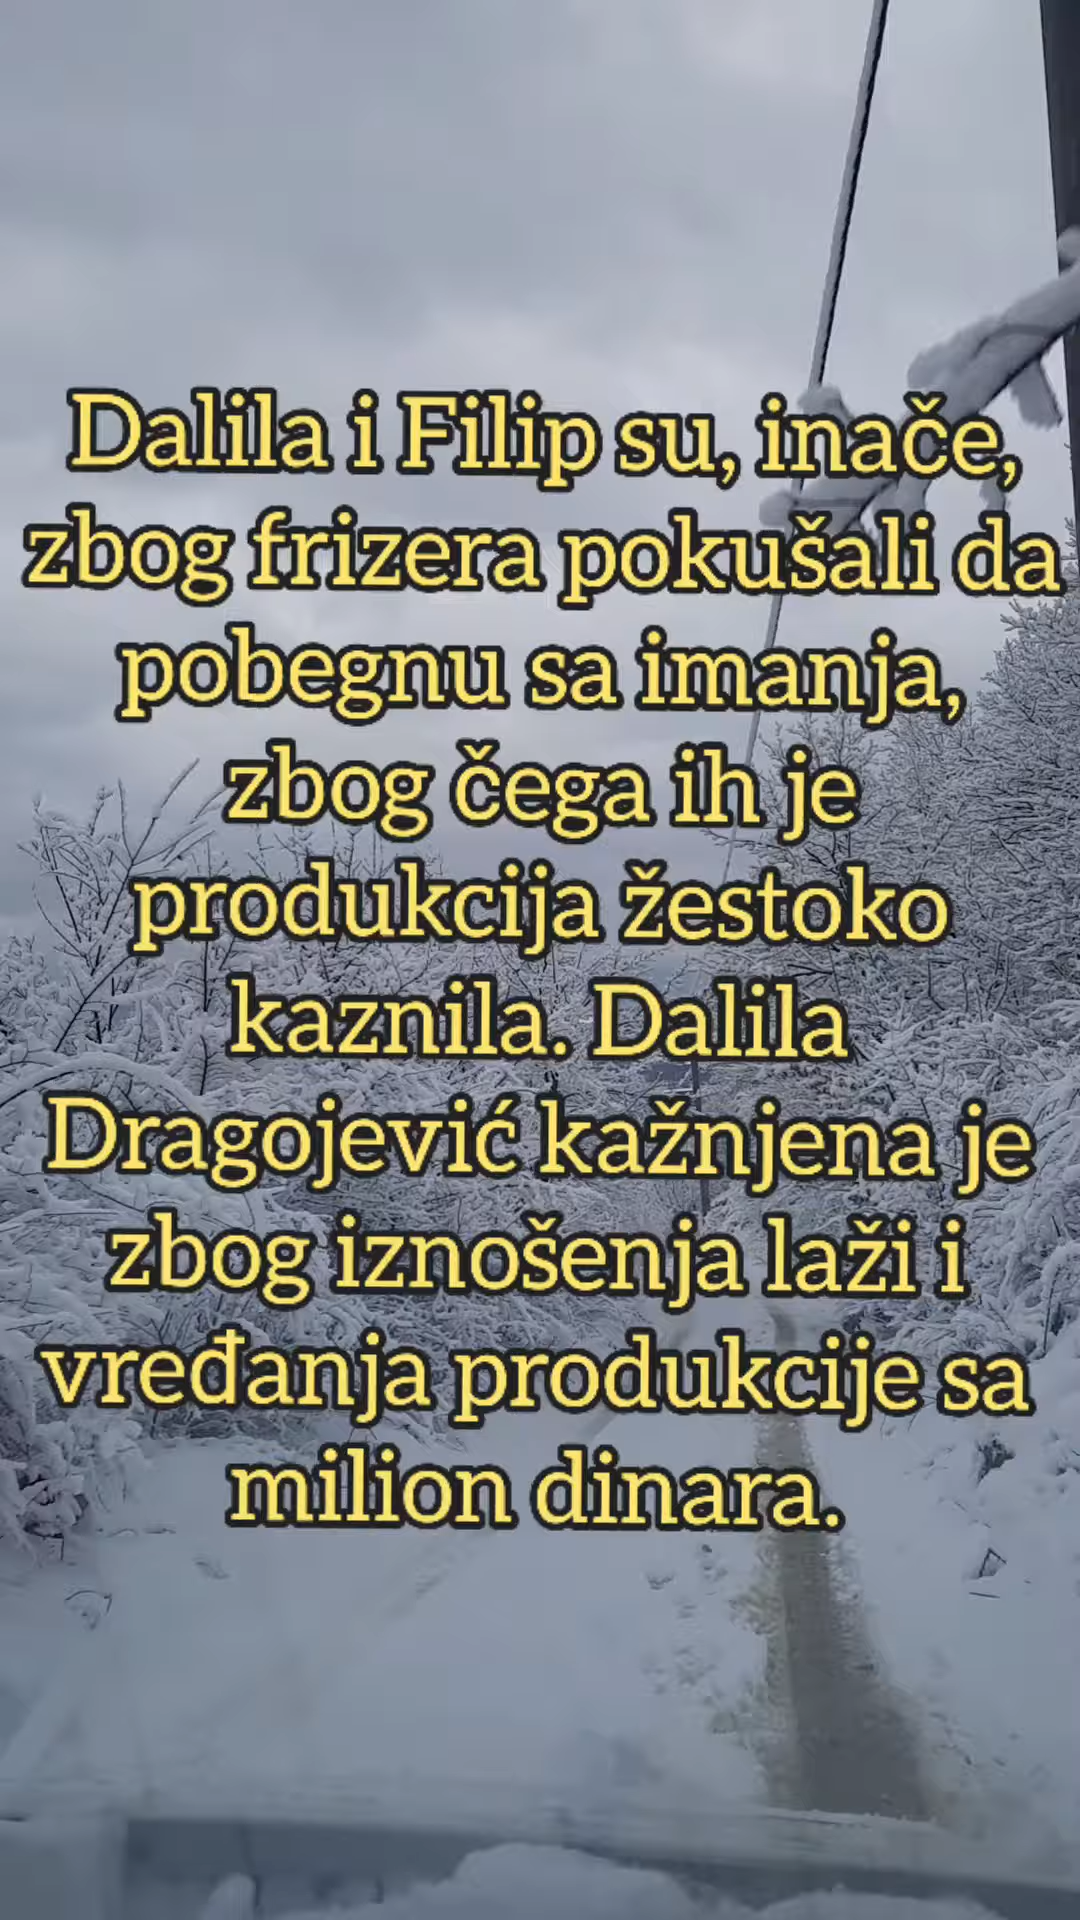 Dalila i Filip su, inače,
zbog frizera pokušali da
pobegnu sa imanja,
zbog čega ih je
produkcija žestoko
kaznila. Dalila
Dragojević kažnjena je
zbog iznošenja laži i
vređanja produkcije sa
milion dinara.